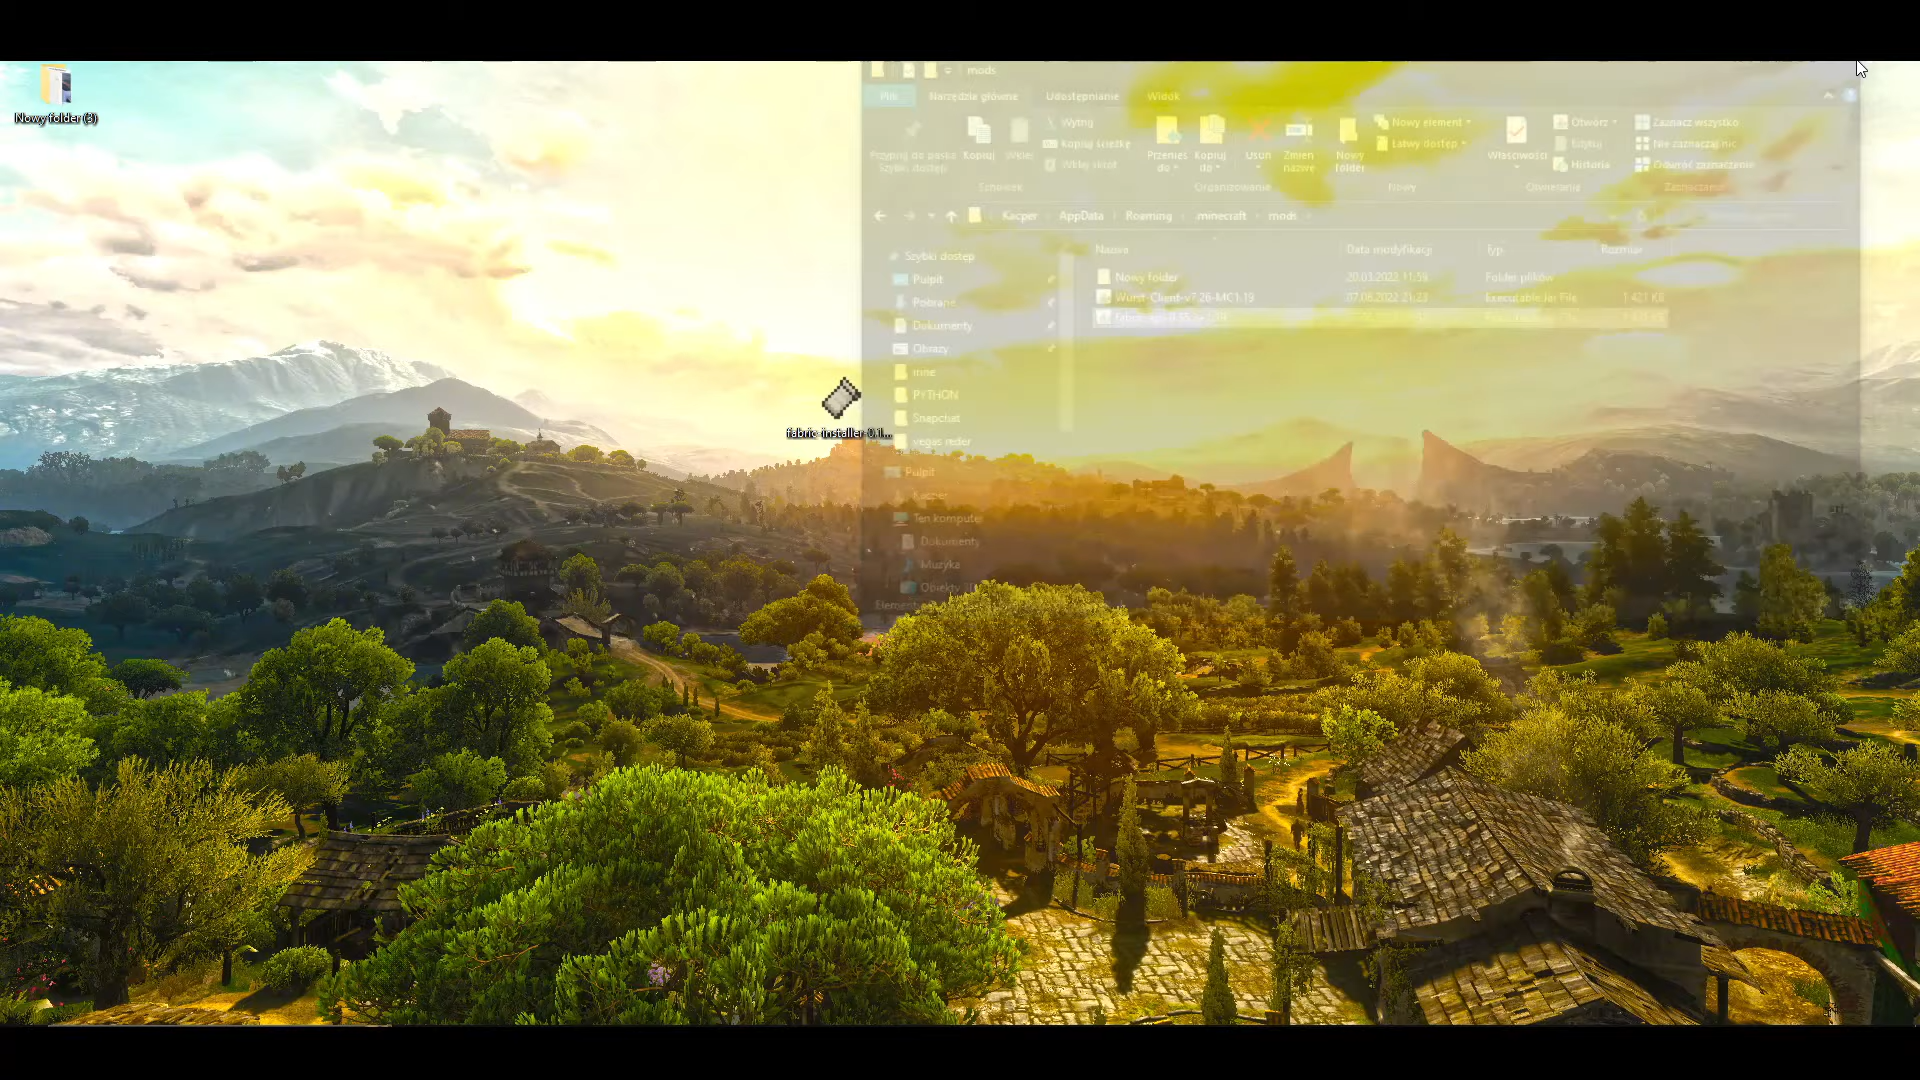 Nowy folder (3)
mods
Plik
Narzędzia główne
Udostępnianie
Widok
Przypnij do paska
Szybki dostęp
Kopiuj
Wklej
Wytnij
Kopiuj ścieżkę
Wklej skrót
Schowek
Przenieś
do
Kopiuj
do
Usuń
Zmień
nazwę
Organizowanie
Nowy
folder
Nowy element
Łatwy dostęp
Nowy
Właściwości
Otwórz
Edytuj
Historia
Otwieranie
Zaznacz wszystko
Nie zaznaczaj nic
Odwróć zaznaczenie
Zaznaczanie
Kacper
AppData
Roaming
.minecraft
mods
Nazwa
Data modyfikacji
Typ
Rozmiar
Nowy folder
20.03.2022 11:59
Folder plików
Wurst-Client-v7.26-MC1.19
07.08.2022 21:23
Executable Jar File
1 421 KB
Szybki dostęp
Pulpit
Pobrane
Dokumenty
Obrazy
inne
PYTHON
Snapchat
vegas reder
Pulpit
Kacper
Ten komputer
Dokumenty
Muzyka
Obiekty 3D
fabric-installer-0.1...